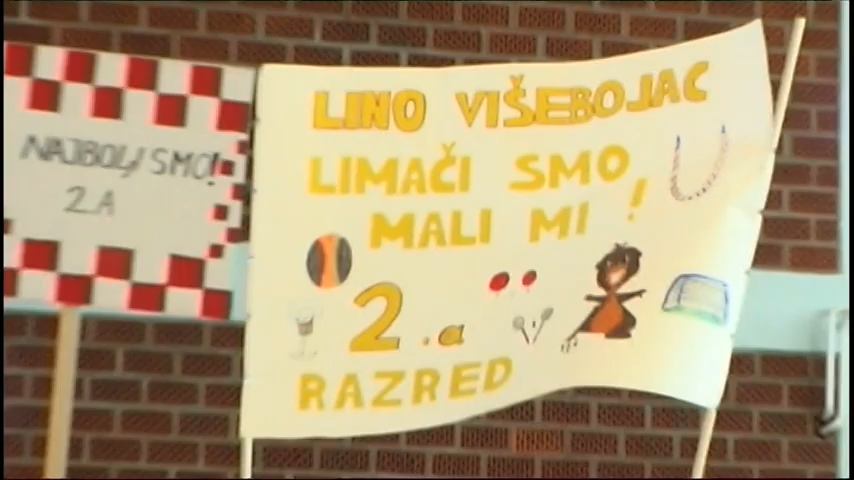 NAJBOLJI SMO!
2.A
LINO VIŠEBOJAC
LIMAČI SMO
MALI MI !
2.a
RAZRED